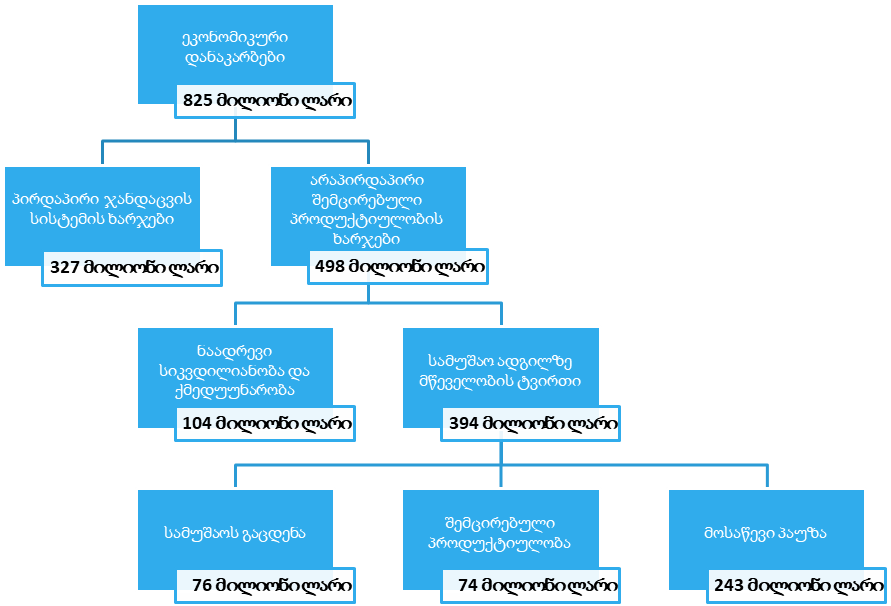 ეკონომიკური
დანაკარბები
825 მილიონი ლარი
პირდაპირი ჯანდაცვის
სისტემის ხარჯები
327 მილიონი ლარი
არაპირდაპირი
შემცირებული
პროდუქტიულობის
ხარჯები
498 მილიონი ლარი
ნაადრევი
სიკვდილიანობა და
ქმედუუნარობა
104 მილიონი ლარი
სამუშაო ადგილზე
მწეველობის ტვირთი
394 მილიონი ლარი
სამუშაოს გაცდენა
76 მილიონი ლარი
შემცირებული
პროდუქტიულობა
74 მილიონი ლარი
მოსაწევი პაუზა
243 მილიონი ლარი